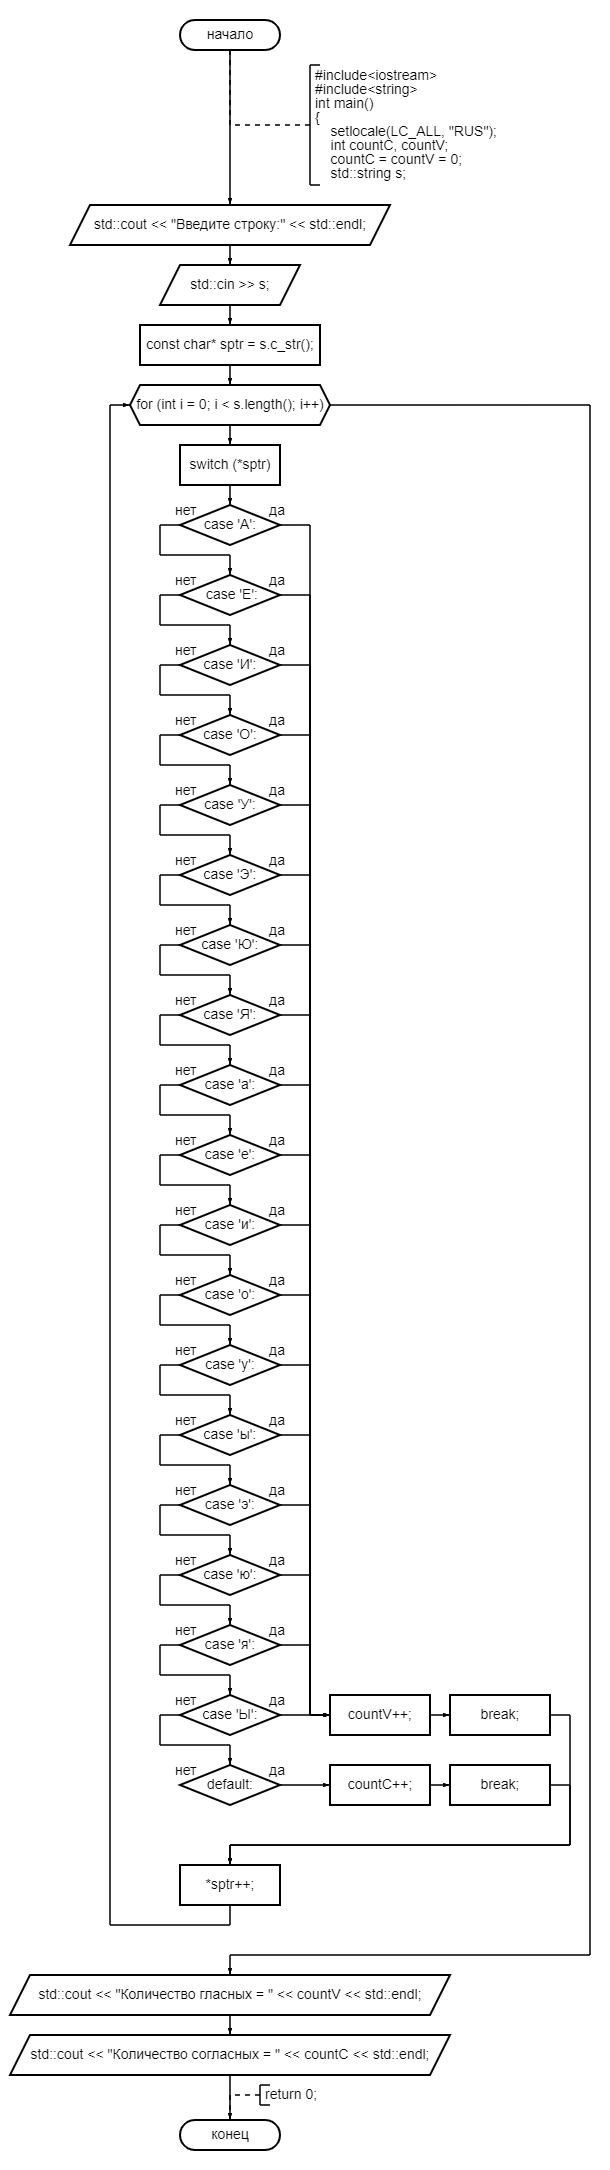 начало
#include<iostream>
#include<string>
int main()
{
setlocale(LC_ALL, "RUS");
int countC, countV;
countC = countV = 0;
std::string s;
std::cout << "Введите строку:" << std::endl;
std::cin >> s;
const char* sptr = s.c_str();
for (int i = 0; i < s.length(); i++)
switch (*sptr)
нет да
case 'А':
нет да
case 'Е':
нет да
case 'И':
нет да
case 'О':
нет да
case 'У':
нет да
case 'Э':
нет да
case 'Ю':
нет да
case 'Я':
нет да
case 'а':
нет да
case 'е':
нет да
case 'и':
нет да
case 'о':
нет да
case 'у':
нет да
case 'ы':
нет да
case 'э':
нет да
case 'ю':
нет да
case 'я':
нет да
case 'Ы': countV++; break;
нет да
default: countC++; break;
*sptr++;
std::cout << "Количество гласных = " << countV << std::endl;
std::cout << "Количество согласных = " << countC << std::endl;
return 0;
конец